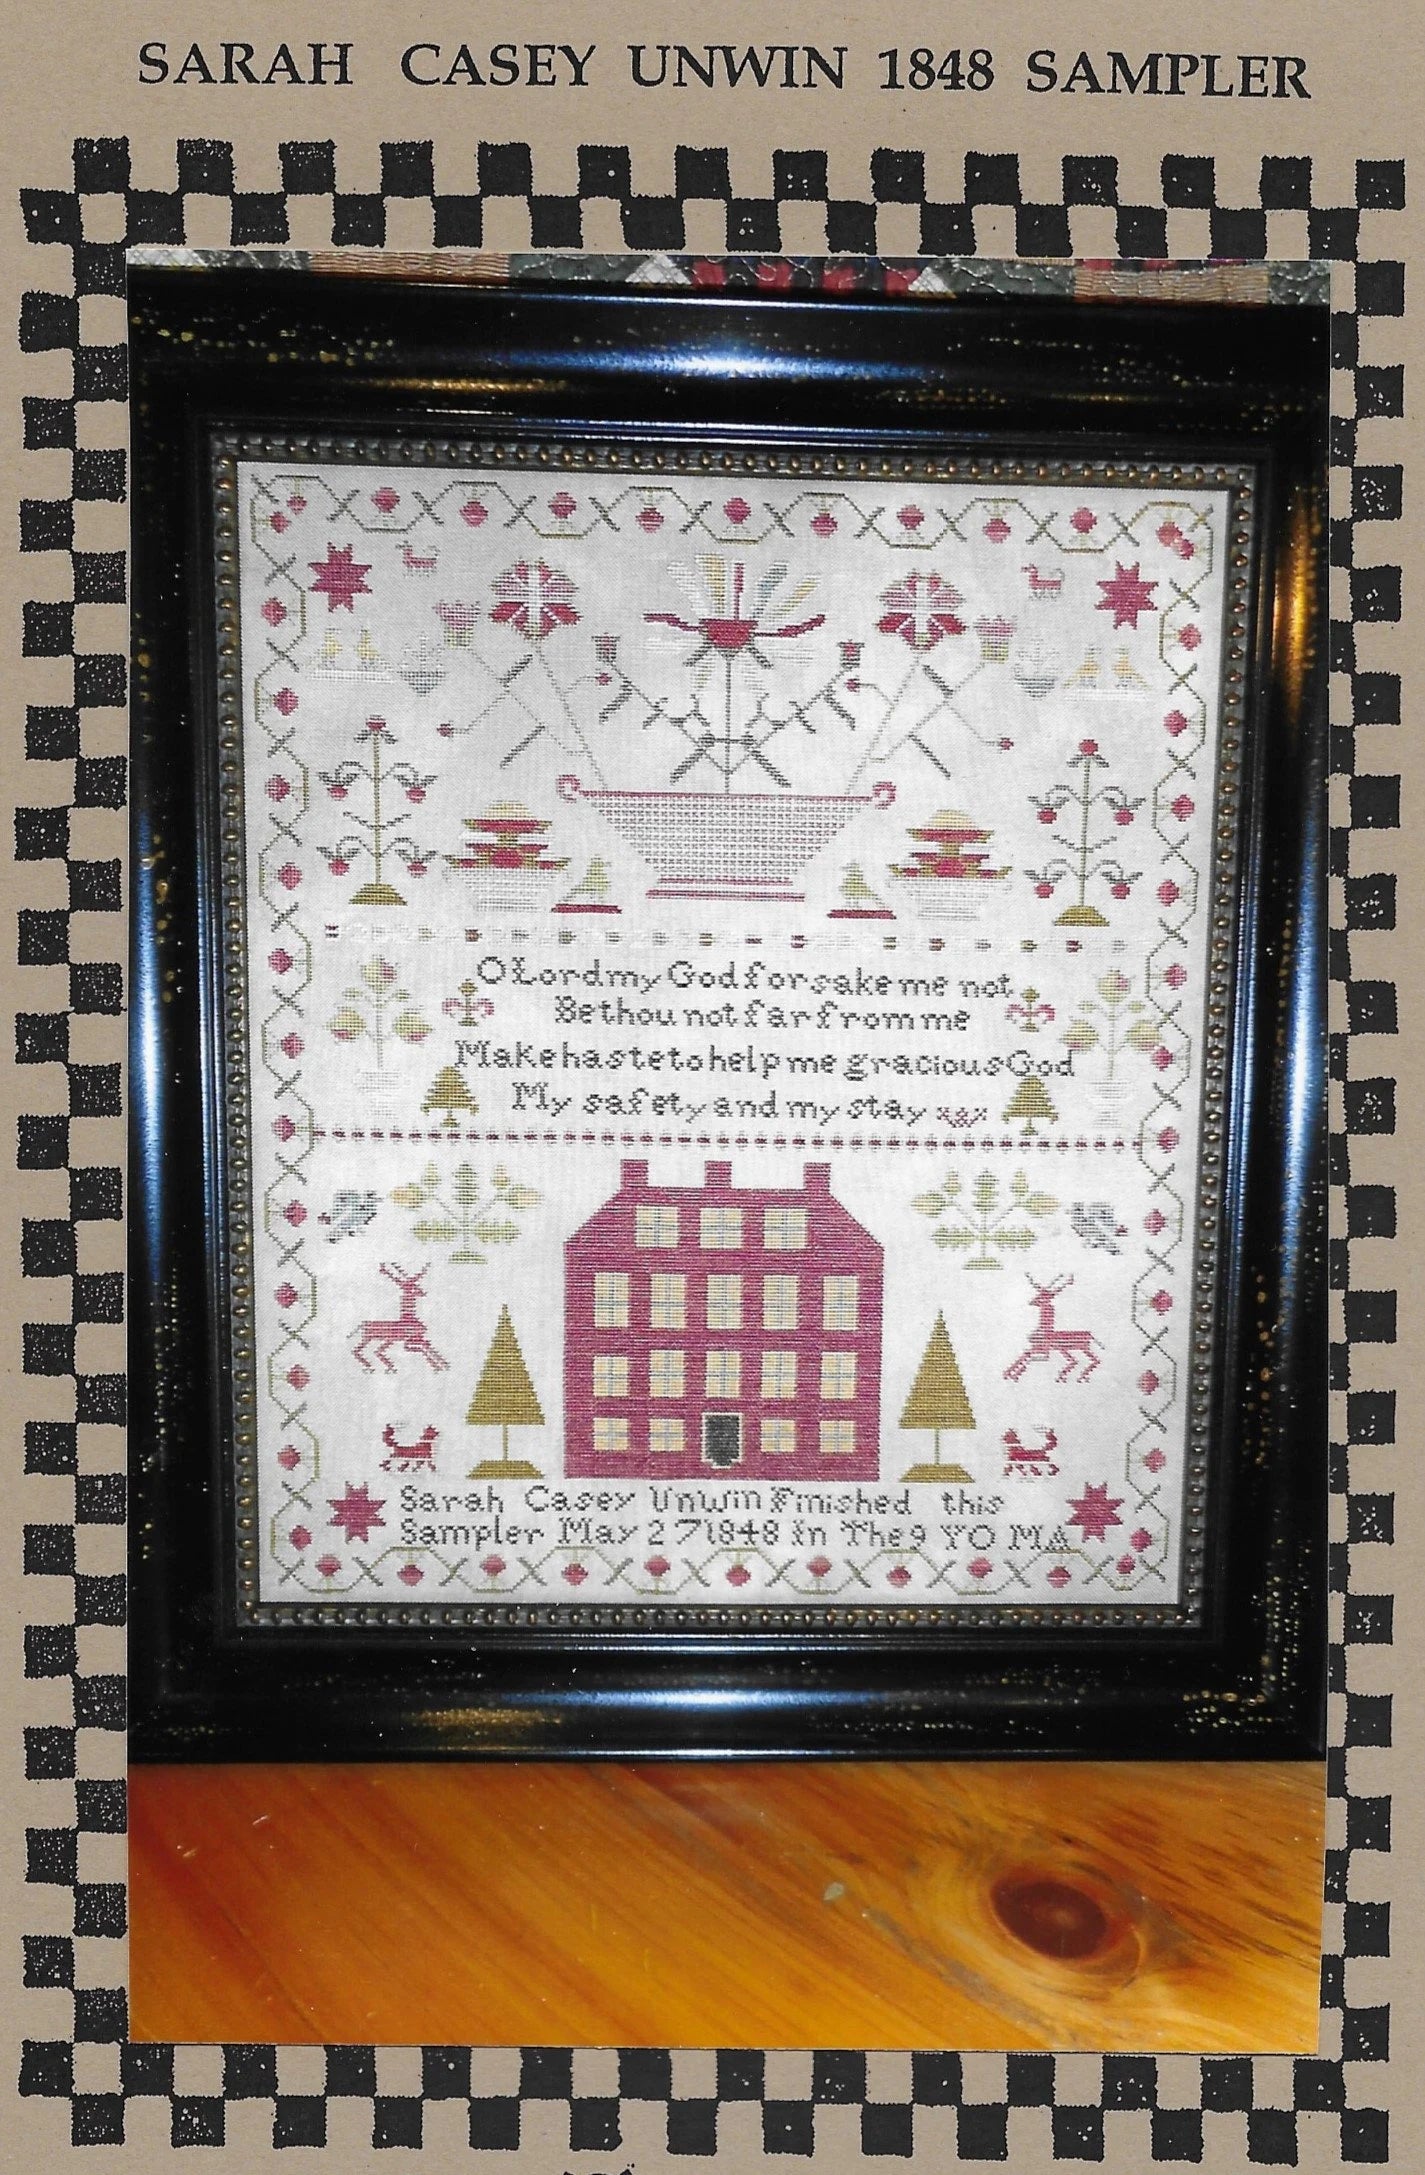 SARAH CASEY UNWIN 1848 SAMPLER
O Lord my God forsake me not
Be thou not far from me
Make haste to help me gracious God
My safety and my stay
Sarah Casey Unwin Finished this
Sampler May 27 1848 In The 9 YO MA